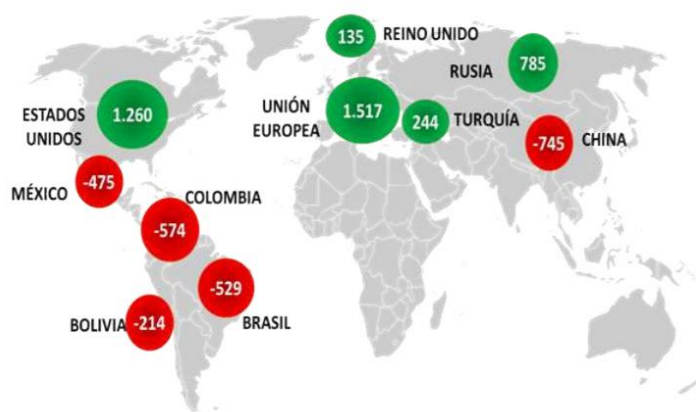 135
REINO UNIDO
785
RUSIA
ESTADOS
UNIDOS
1.260
UNIÓN
EUROPEA
1.517
244
TURQUÍA
-745
CHINA
MÉXICO
-475
COLOMBIA
-574
-529
BRASIL
BOLIVIA
-214